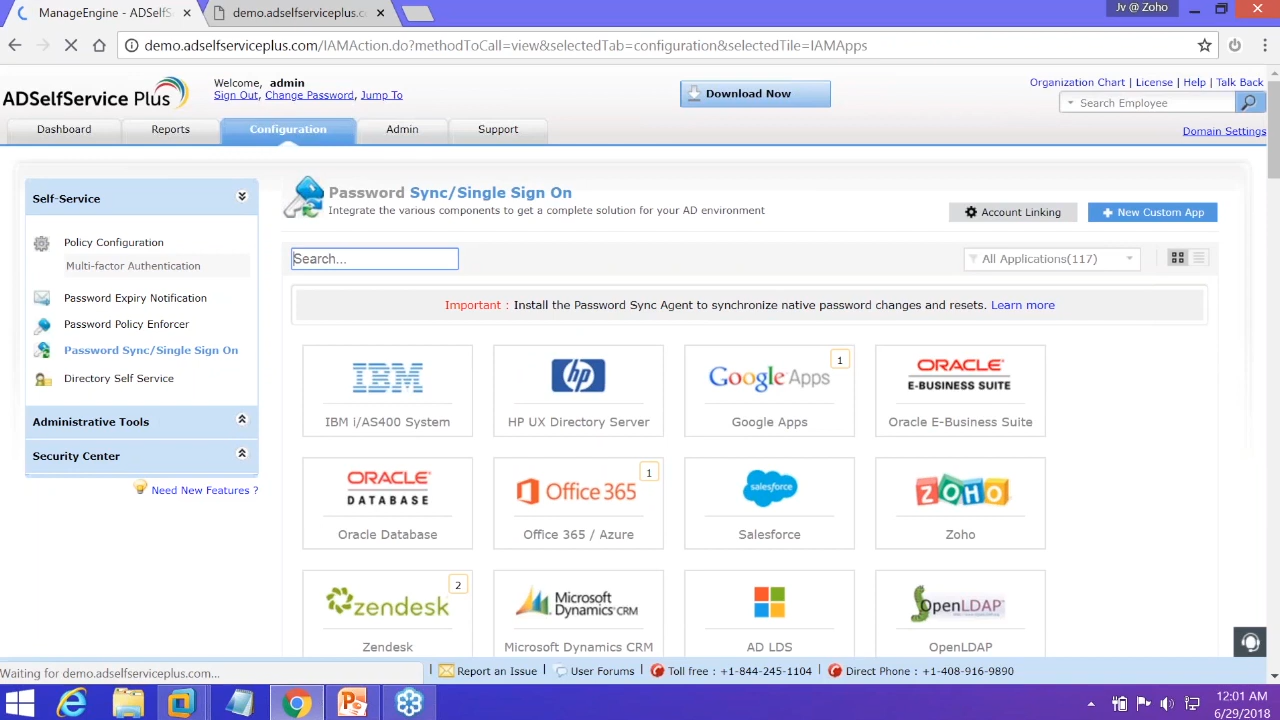 Jv @ Zoho
ManageEngine - ADSelf
demo.adselfserviceplus.c
demo.adselfserviceplus.com/IAMAction.do?methodToCall=view&selectedTab=configuration&selectedTile=IAMApps
ADSelfService Plus
Welcome, admin
Sign Out, Change Password, Jump To
Download Now
Organization Chart | License | Help | Talk Back
Search Employee
Dashboard
Reports
Configuration
Admin
Support
Domain Settings
Self-Service
Policy Configuration
Multi-factor Authentication
Password Expiry Notification
Password Policy Enforcer
Password Sync/Single Sign On
Directory Self Service
Administrative Tools
Security Center
Need New Features ?
Password Sync/Single Sign On
Integrate the various components to get a complete solution for your AD environment
Account Linking
New Custom App
Search...
All Applications(117)
Important : Install the Password Sync Agent to synchronize native password changes and resets. Learn more
IBM
IBM i/AS400 System
hp
HP UX Directory Server
1
Google Apps
Google Apps
ORACLE
E-BUSINESS SUITE
Oracle E-Business Suite
ORACLE
DATABASE
Oracle Database
1
Office 365
Office 365 / Azure
salesforce
Salesforce
ZOHO
Zoho
2
zendesk
Zendesk
Microsoft
Dynamics CRM
Microsoft Dynamics CRM
AD LDS
OpenLDAP
OpenLDAP
Waiting for demo.adselfserviceplus.com...
| Report an Issue | User Forums | Toll free : +1-844-245-1104 | Direct Phone : +1-408-916-9890
12:01 AM
6/29/2018